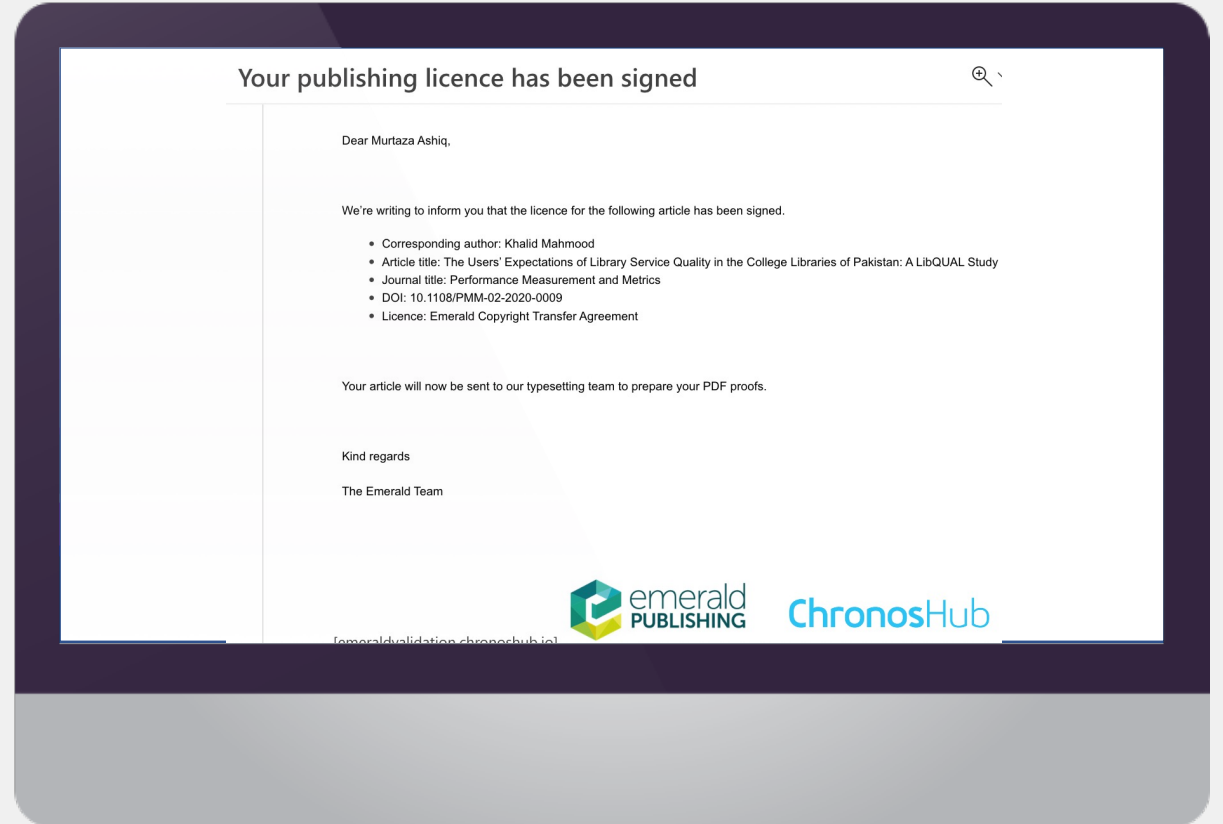 Your publishing licence has been signed
Dear Murtaza Ashiq,
We're writing to inform you that the licence for the following article has been signed.
• Corresponding author: Khalid Mahmood
• Article title: The Users' Expectations of Library Service Quality in the College Libraries of Pakistan: A LibQUAL Study
• Journal title: Performance Measurement and Metrics
• DOI: 10.1108/PMM-02-2020-0009
• Licence: Emerald Copyright Transfer Agreement
Your article will now be sent to our typesetting team to prepare your PDF proofs.
Kind regards
The Emerald Team
emerald
PUBLISHING
ChronosHub
[emeraldvalidation.chronoshub.io]